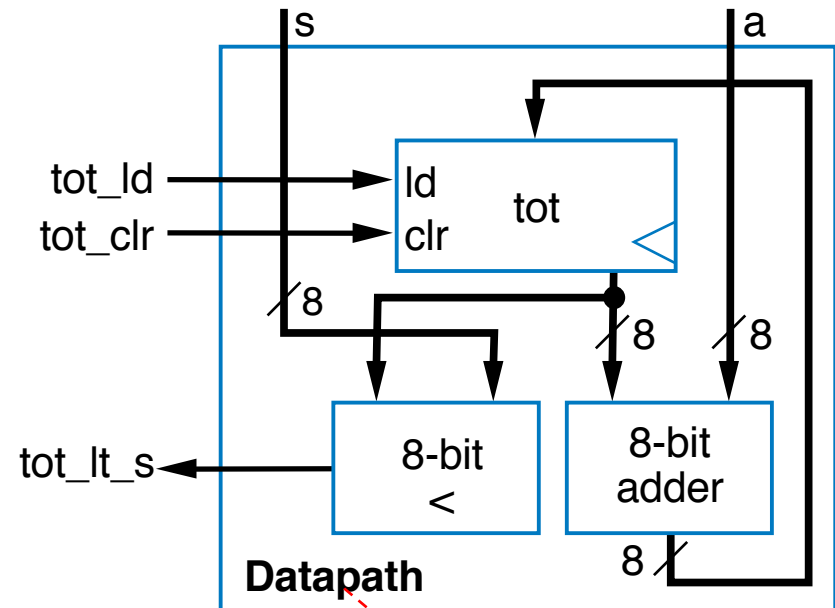 s
a
tot_ld
ld
tot
tot_clr
clr
8
8
8
tot_lt_s
8-bit
<
8-bit
adder
8
Datapath